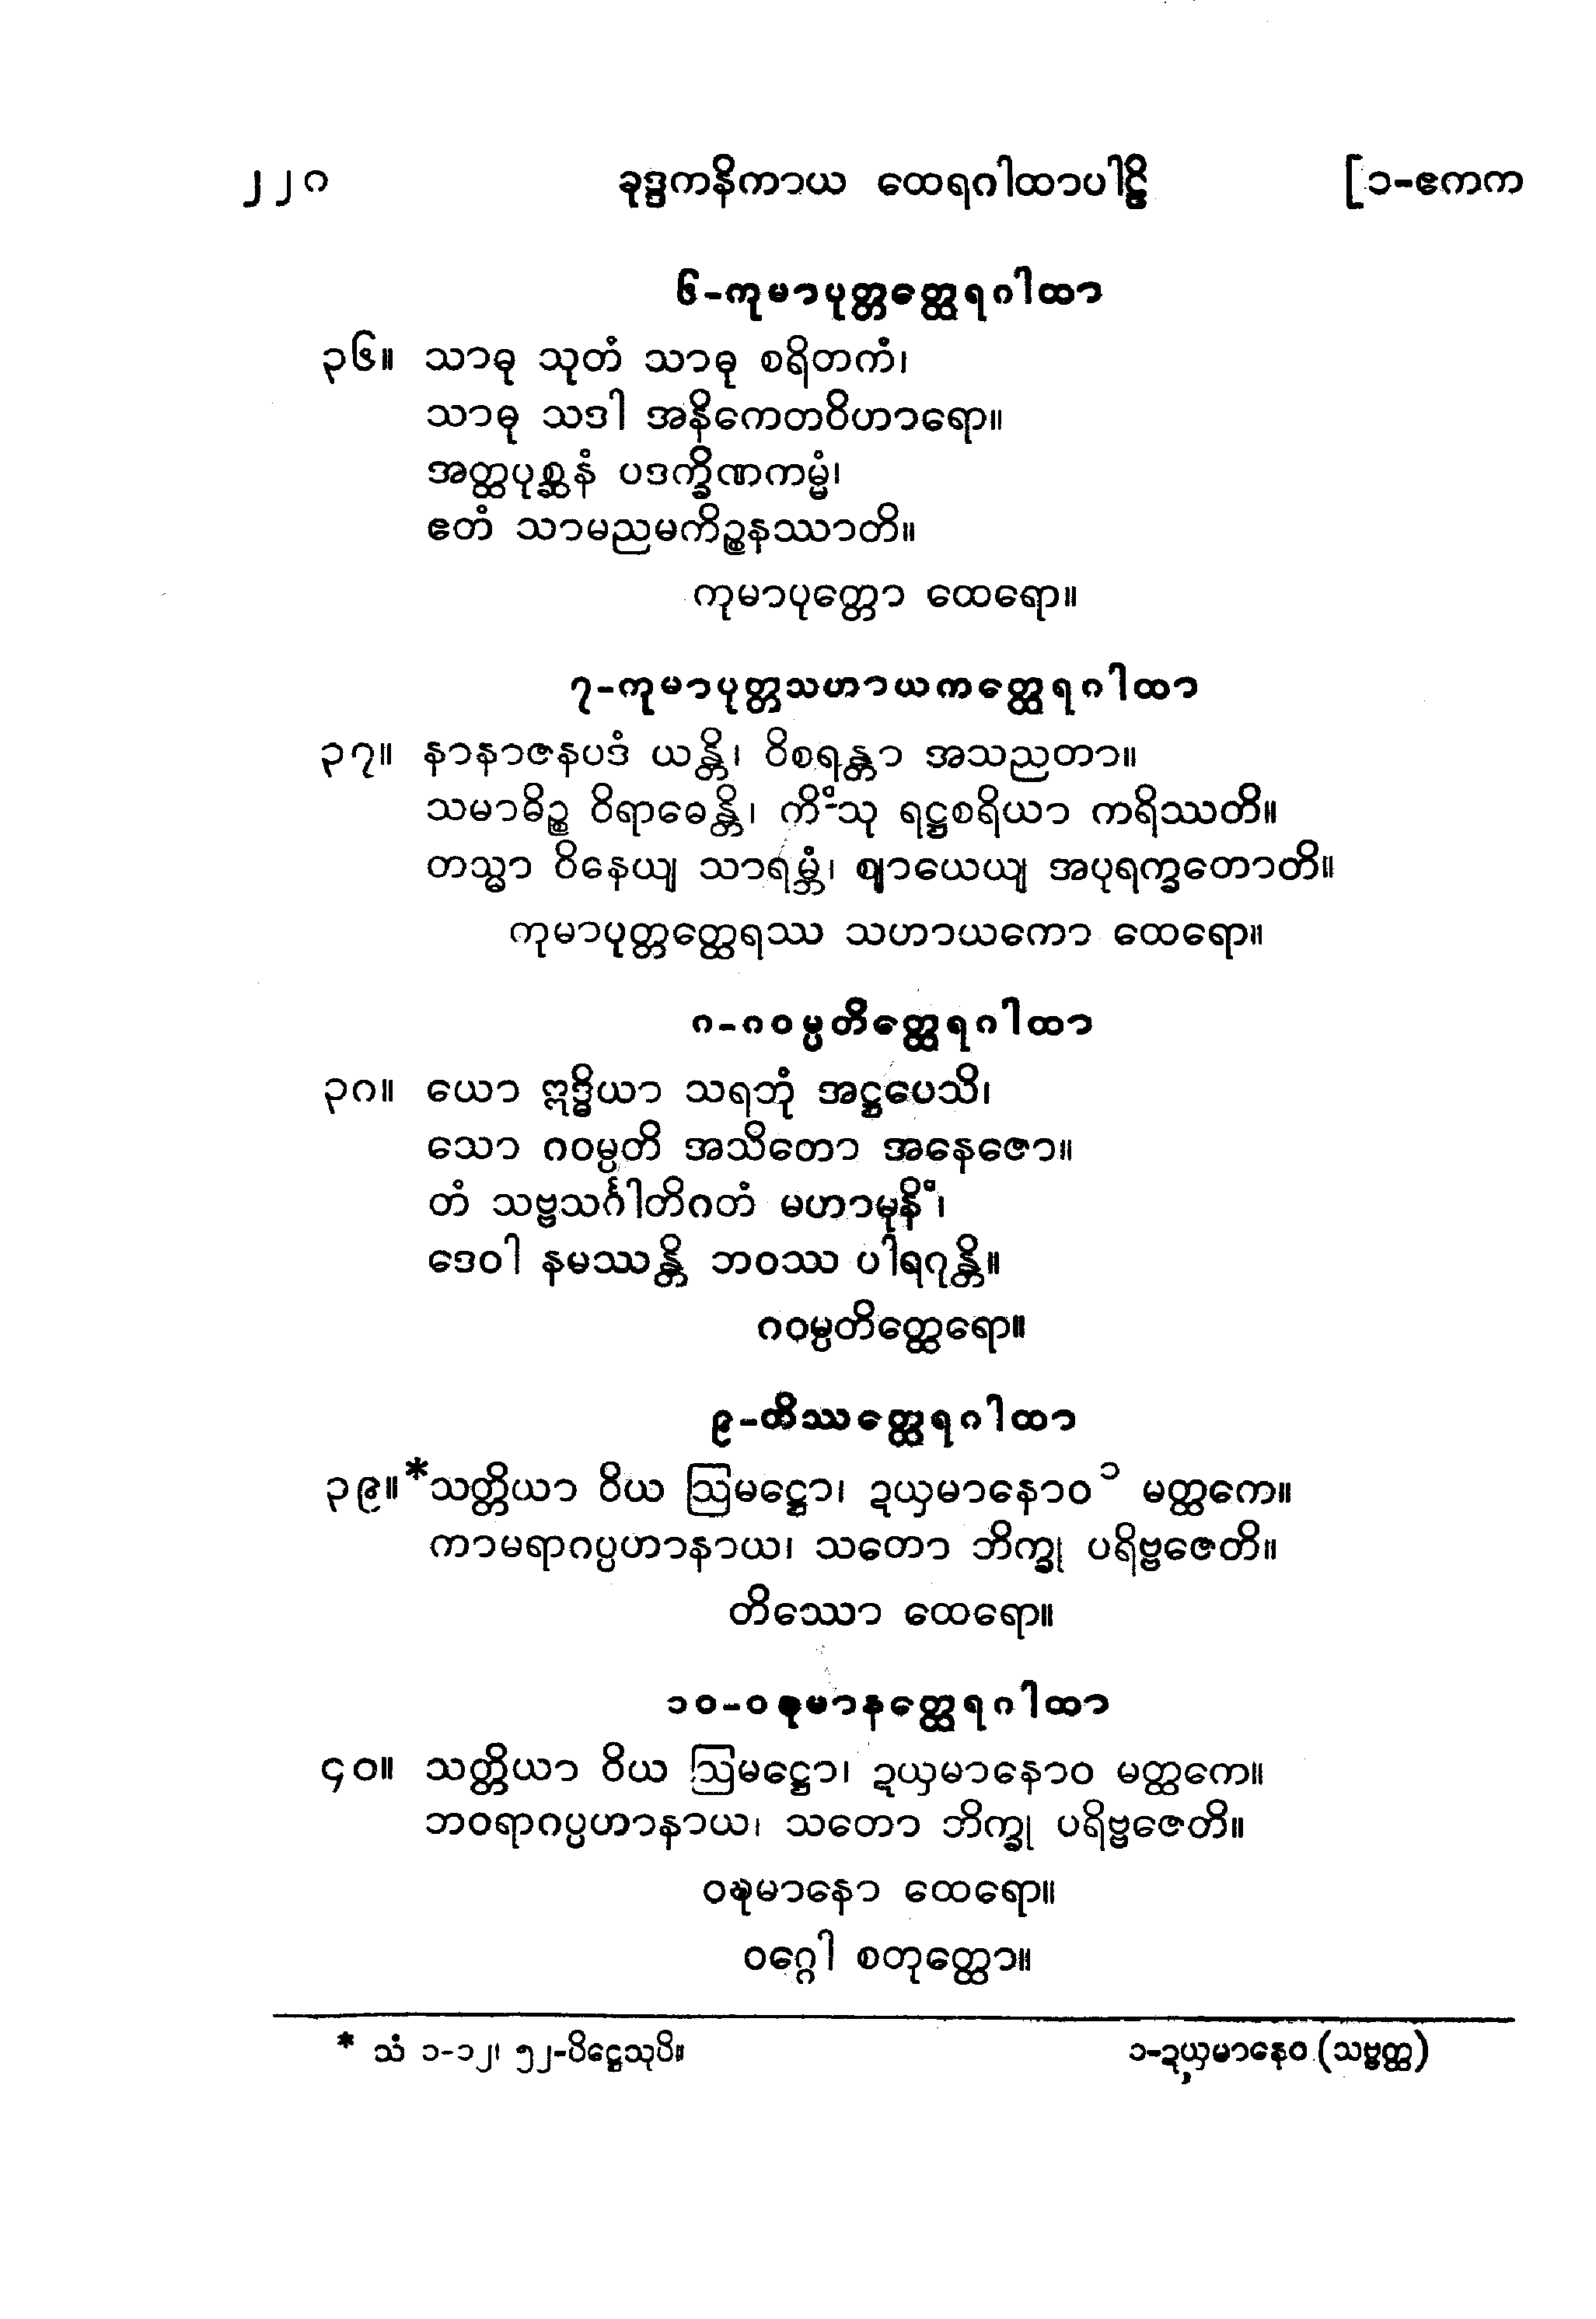 ၂၂၈ ခုဒ္ဒကနိကာယ ထေရဂါထာပါဠိ [၁-ဧကက
၆-ကုမာပုတ္တတ္ထေရဂါထာ
၃၆။ သာဓု သုတံ သာဓု စရိတကံ၊
သာဓု သဒါ အနိကေတဝိဟာရော။
အတ္ထပုစ္ဆနံ ပဒက္ခိဏကမ္မံ၊
ဧတံ သာမညမကိဉ္စနဿာတိ။
ကုမာပုတ္တော ထေရော။
၇-ကုမာပုတ္တသဟာယကတ္ထေရဂါထာ
၃၇။ နာနာဇနပဒံ ယန္တိ၊ ဝိစရန္တာ အသညတာ။
သမာဓိဉ္စ ဝိရာဓေန္တိ၊ ကိံ-သု ရဋ္ဌစရိယာ ကရိဿတိ။
တသ္မာ ဝိနေယျ သာရမ္ဘံ၊ ဈာယေယျ အပုရက္ခတောတိ။
ကုမာပုတ္တတ္ထေရဿ သဟာယကော ထေရော။
၈-ဂဝမ္ပတိတ္ထေရဂါထာ
၃၈။ ယော ဣဒ္ဓိယာ သရဘုံ အဋ္ဌပေသိ၊
သော ဂဝမ္ပတိ အသိတော အနေဇော။
တံ သဗ္ဗသင်္ဂါတိဂတံ မဟာမုနိံ၊
ဒေဝါ နမဿန္တိ ဘဝဿ ပါရဂုန္တိ။
ဂဝမ္ပတိတ္ထေရော။
၉-တိဿတ္ထေရဂါထာ
၃၉။*သတ္တိယာ ဝိယ ဩမဋ္ဌော၊ ဍယှမာနောဝ ၁ မတ္ထကေ။
ကာမရာဂပ္ပဟာနာယ၊ သတော ဘိက္ခု ပရိဗ္ဗဇေတိ။
တိဿော ထေရော။
၁၀-ဝဍ္ဎမာနတ္ထေရဂါထာ
၄၀။ သတ္တိယာ ဝိယ ဩမဋ္ဌော၊ ဍယှမာနောဝ မတ္ထကေ။
ဘဝရာဂပ္ပဟာနာယ၊ သတော ဘိက္ခု ပရိဗ္ဗဇေတိ။
ဝဍ္ဎမာနော ထေရော။
ဝဂ္ဂေါ စတုတ္ထော။
* သံ ၁-၁၂၊ ၅၂-ပိဋ္ဌေသုပိ။ ၁-ဍယှမာနေဝ (သဗ္ဗတ္ထ)